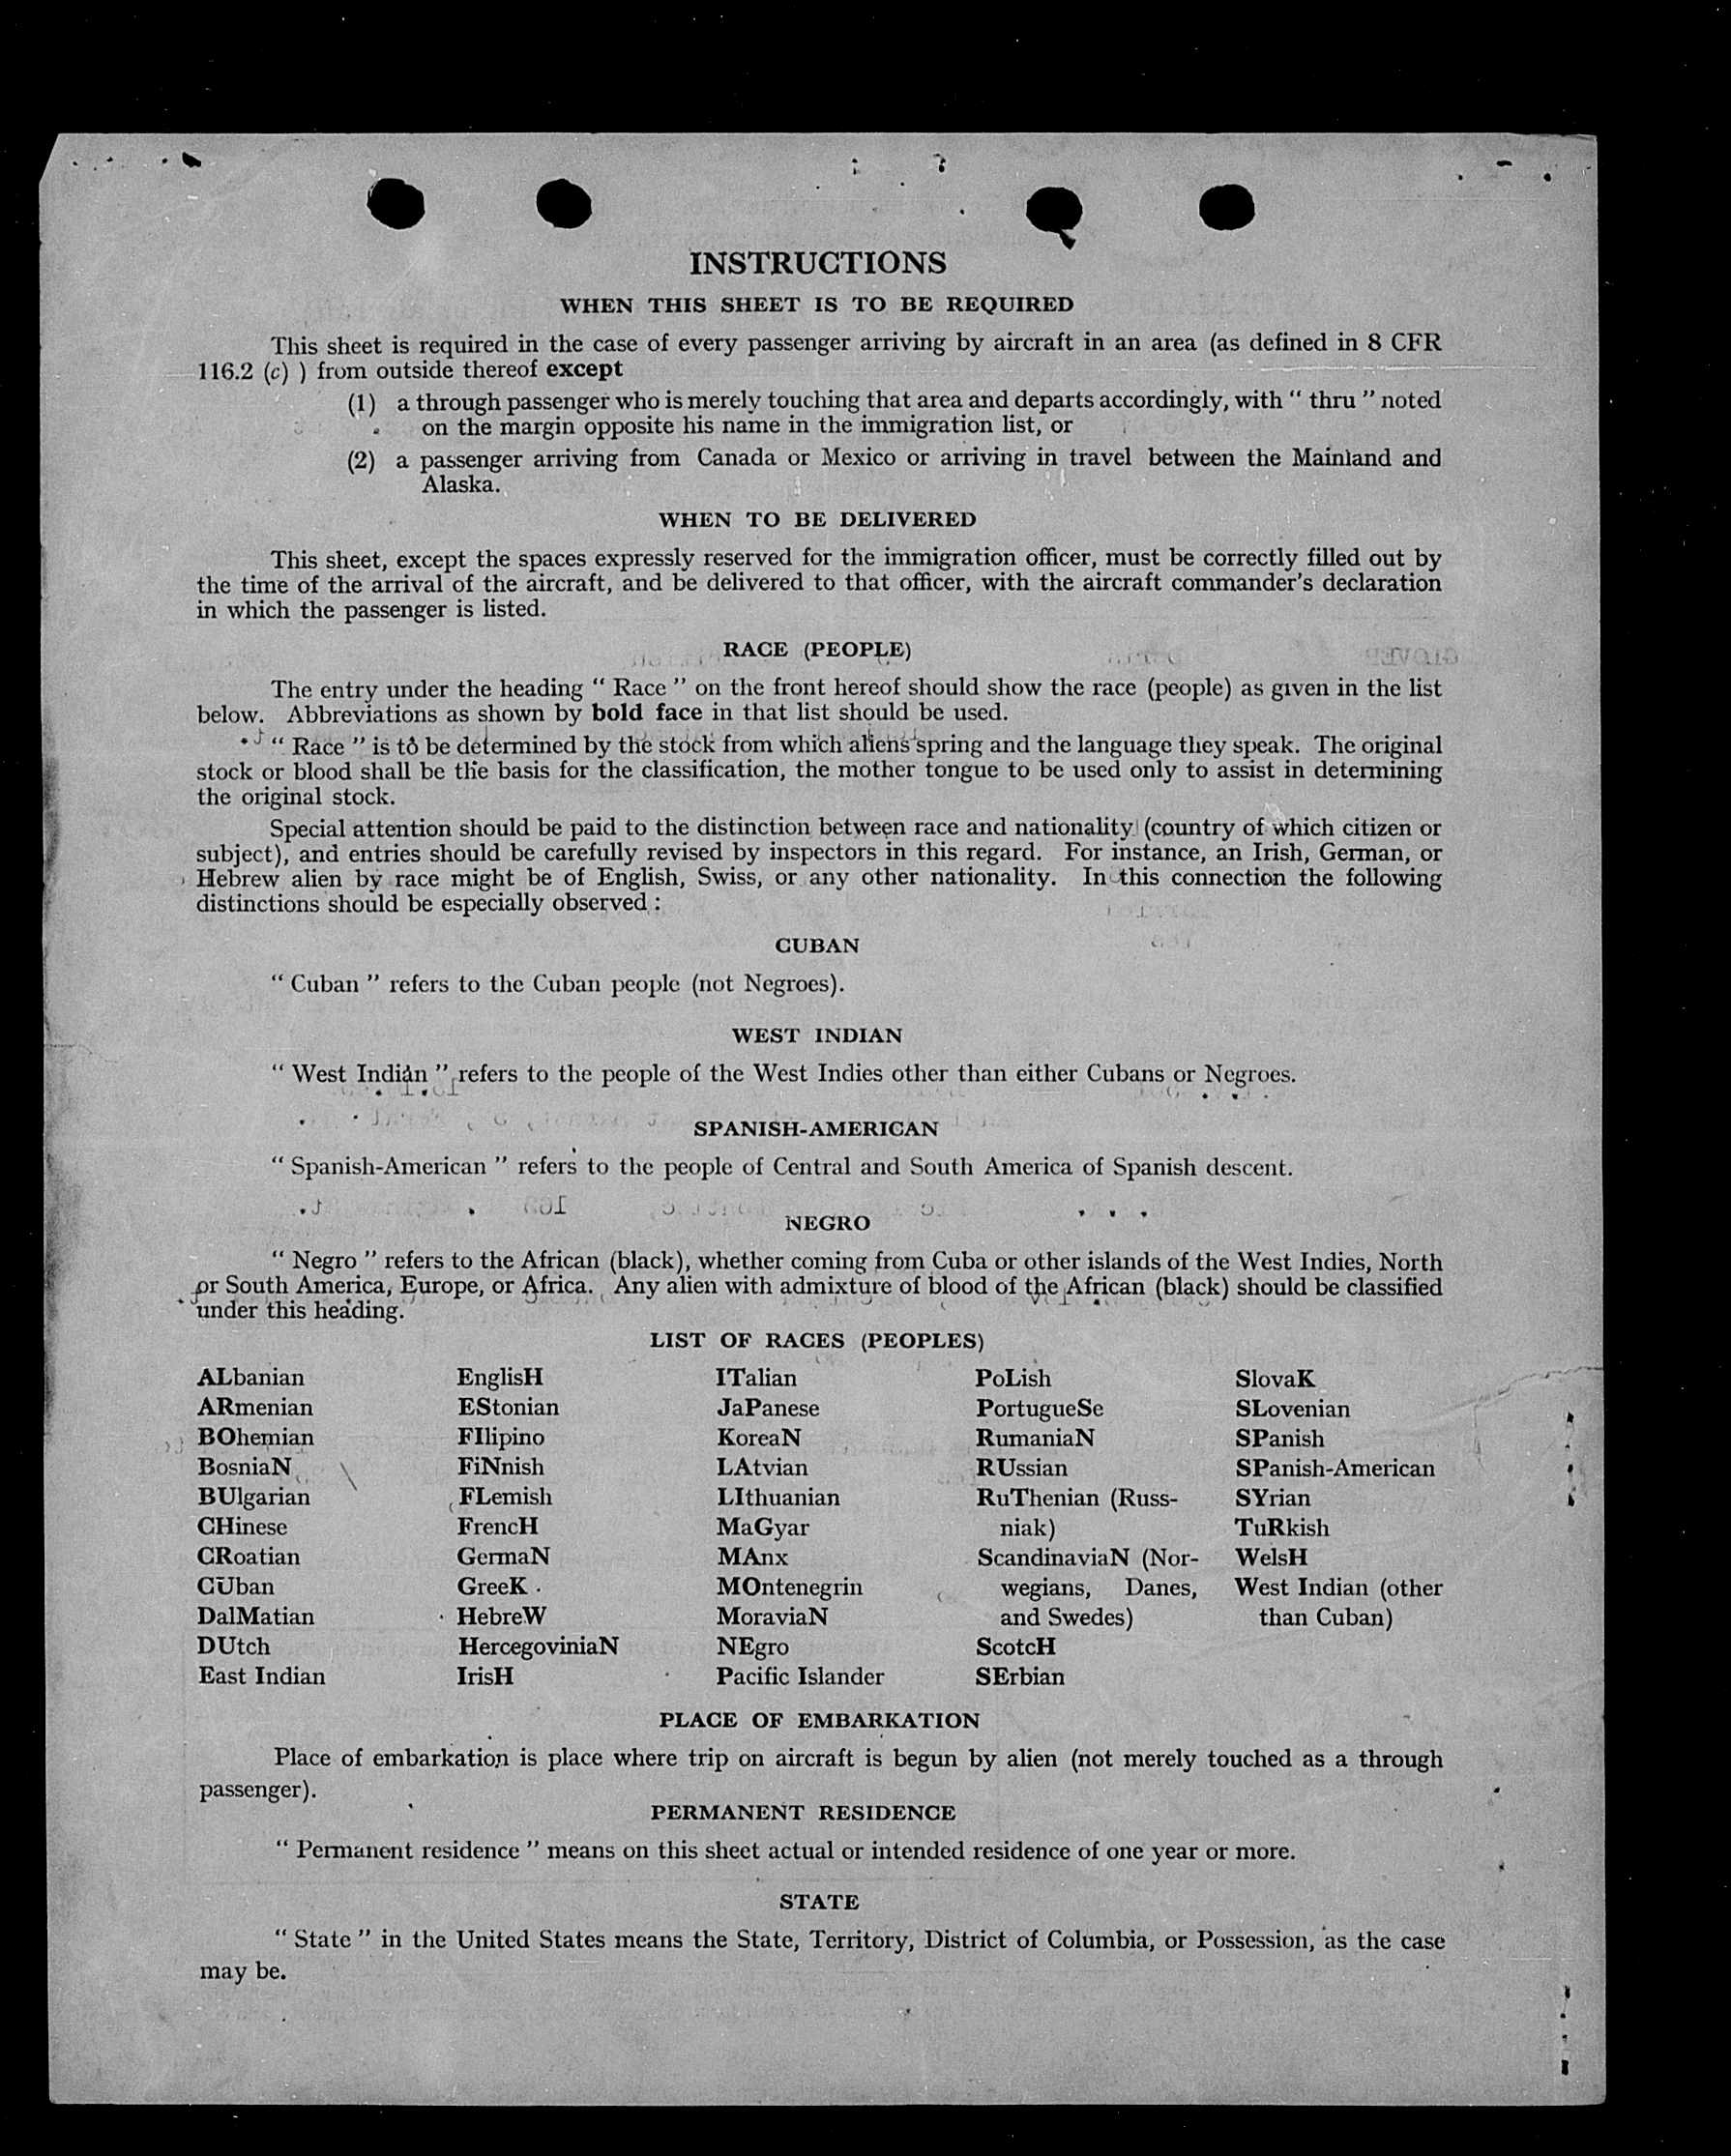 INSTRUCTIONS
WHEN THIS SHEET IS TO BE REQUIRED
This sheet is required in the case of every passenger arriving by aircraft in an area (as defined in 8 CFR
116.2 (c) ) from outside thereof except
(1) a through passenger who is merely touching that area and departs accordingly, with “ thru ” noted
on the margin opposite his name in the immigration list, or
(2) a passenger arriving from Canada or Mexico or arriving in travel between the Mainland and
Alaska.
WHEN TO BE DELIVERED
This sheet, except the spaces expressly reserved for the immigration officer, must be correctly filled out by
the time of the arrival of the aircraft, and be delivered to that officer, with the aircraft commander’s declaration
in which the passenger is listed.
RACE (PEOPLE)
The entry under the heading “ Race ” on the front hereof should show the race (people) as given in the list
below. Abbreviations as shown by bold face in that list should be used.
“ Race ” is to be determined by the stock from which aliens spring and the language they speak. The original
stock or blood shall be the basis for the classification, the mother tongue to be used only to assist in determining
the original stock.
Special attention should be paid to the distinction between race and nationality (country of which citizen or
subject), and entries should be carefully revised by inspectors in this regard. For instance, an Irish, German, or
Hebrew alien by race might be of English, Swiss, or any other nationality. In this connection the following
distinctions should be especially observed :
CUBAN
“ Cuban ” refers to the Cuban people (not Negroes).
WEST INDIAN
“ West Indian ” refers to the people of the West Indies other than either Cubans or Negroes.
SPANISH-AMERICAN
“ Spanish-American ” refers to the people of Central and South America of Spanish descent.
NEGRO
“ Negro ” refers to the African (black), whether coming from Cuba or other islands of the West Indies, North
or South America, Europe, or Africa. Any alien with admixture of blood of the African (black) should be classified
under this heading.
LIST OF RACES (PEOPLES)
ALbanian
ARmenian
BOhemian
BosniaN
BUlgarian
CHinese
CRoatian
CUban
DalMatian
DUtch
East Indian
EnglisH
EStonian
FIlipino
FiNnish
FLemish
FrencH
GermaN
GreeK
HebreW
HercegoviniaN
IrisH
ITalian
JaPanese
KoreaN
LAtvian
LIthuanian
MaGyar
MAnx
MOntenegrin
MoraviaN
NEgro
Pacific Islander
PoLish
PortugueSe
RumaniaN
RUssian
RuThenian (Russ-
niak)
ScandinaviaN (Nor-
wegians, Danes,
and Swedes)
ScotcH
SErbian
SlovaK
SLovenian
SPanish
SPanish-American
SYrian
TuRkish
WelsH
West Indian (other
than Cuban)
PLACE OF EMBARKATION
Place of embarkation is place where trip on aircraft is begun by alien (not merely touched as a through
passenger).
PERMANENT RESIDENCE
“ Permanent residence ” means on this sheet actual or intended residence of one year or more.
STATE
“ State ” in the United States means the State, Territory, District of Columbia, or Possession, as the case
may be.